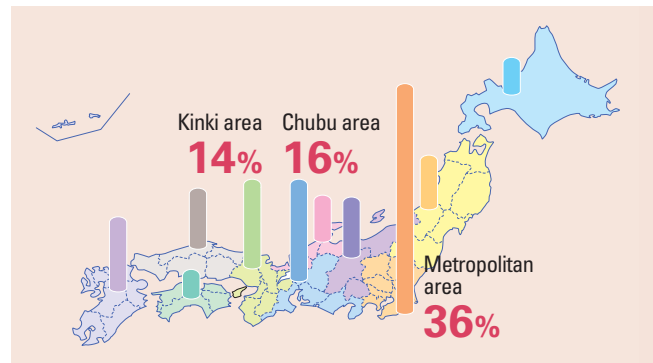 Kinki area
14%
Chubu area
16%
Metropolitan
area
36%